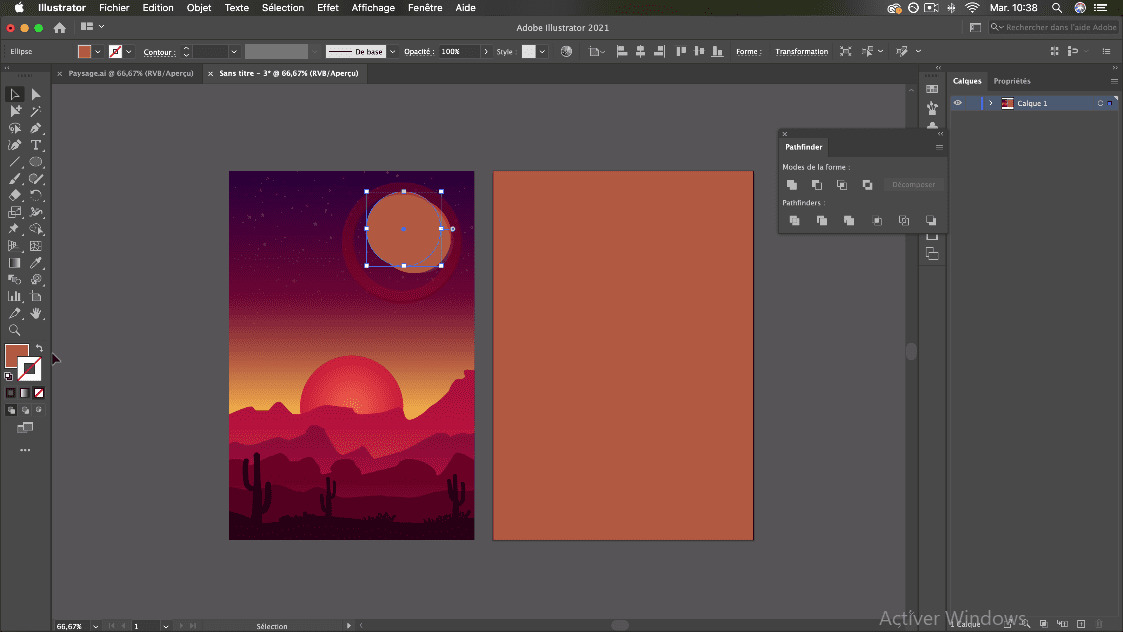 Illustrator Fichier Edition Objet Texte Sélection Effet Affichage Fenêtre Aide Mar. 10:38
Adobe Illustrator 2021
Rechercher dans l'aide Adobe
Ellipse Contour : De base Opacité : 100% Style : Forme : Transformation
× Paysage.ai @ 66,67% (RVB/Aperçu) × Sans titre - 3* @ 66,67% (RVB/Aperçu)
Calques Propriétés
Calque 1
Pathfinder
Modes de la forme :
Décomposer
Pathfinders :
Activer Windows
66,67% 1 Sélection
1 Calque